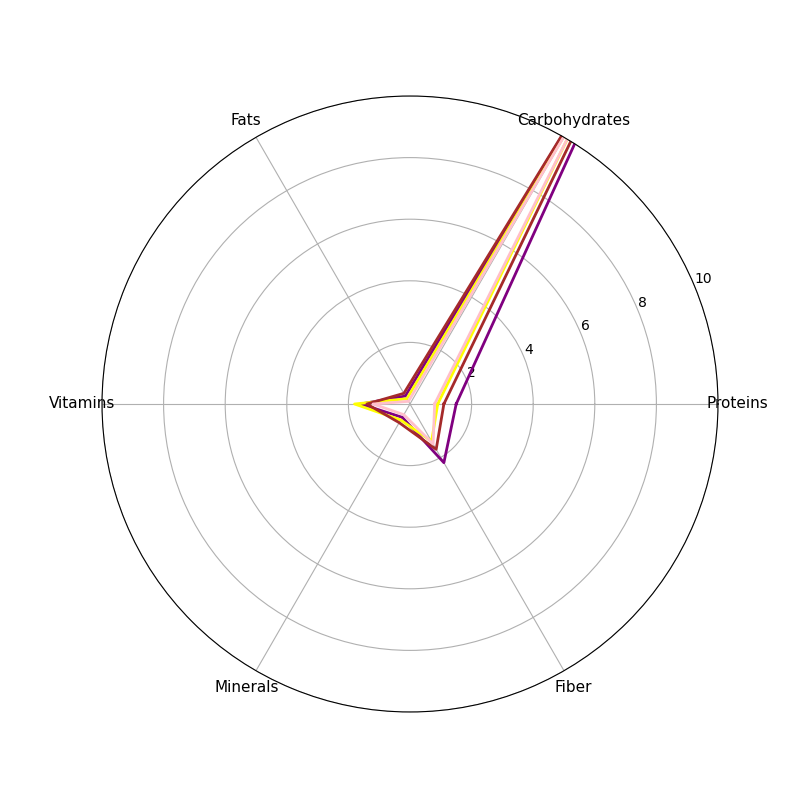 Fats
Carbohydrates
10
8
6
4
2
Vitamins
Proteins
Minerals
Fiber